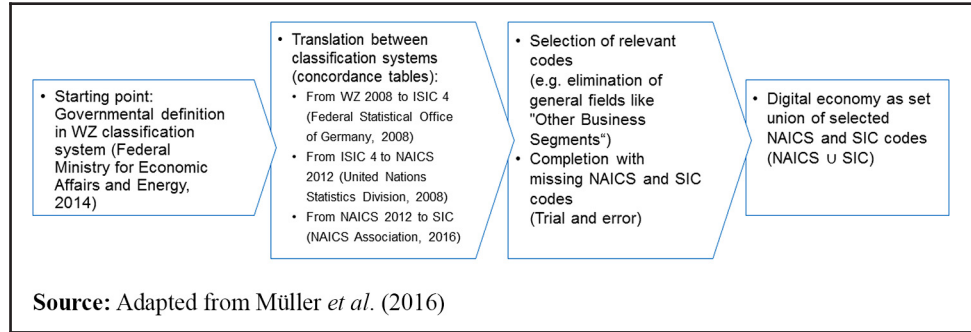 • Starting point:
Governmental definition
in WZ classification
system (Federal
Ministry for Economic
Affairs and Energy,
2014)
• Translation between
classification systems
(concordance tables):
• From WZ 2008 to ISIC 4
(Federal Statistical Office
of Germany, 2008)
• From ISIC 4 to NAICS
2012 (United Nations
Statistics Division, 2008)
• From NAICS 2012 to SIC
(NAICS Association, 2016)
• Selection of relevant
codes
(e.g. elimination of
general fields like
"Other Business
Segments“)
• Completion with
missing NAICS and SIC
codes
(Trial and error)
• Digital economy as set
union of selected
NAICS and SIC codes
(NAICS ∪ SIC)
Source: Adapted from Müller et al. (2016)